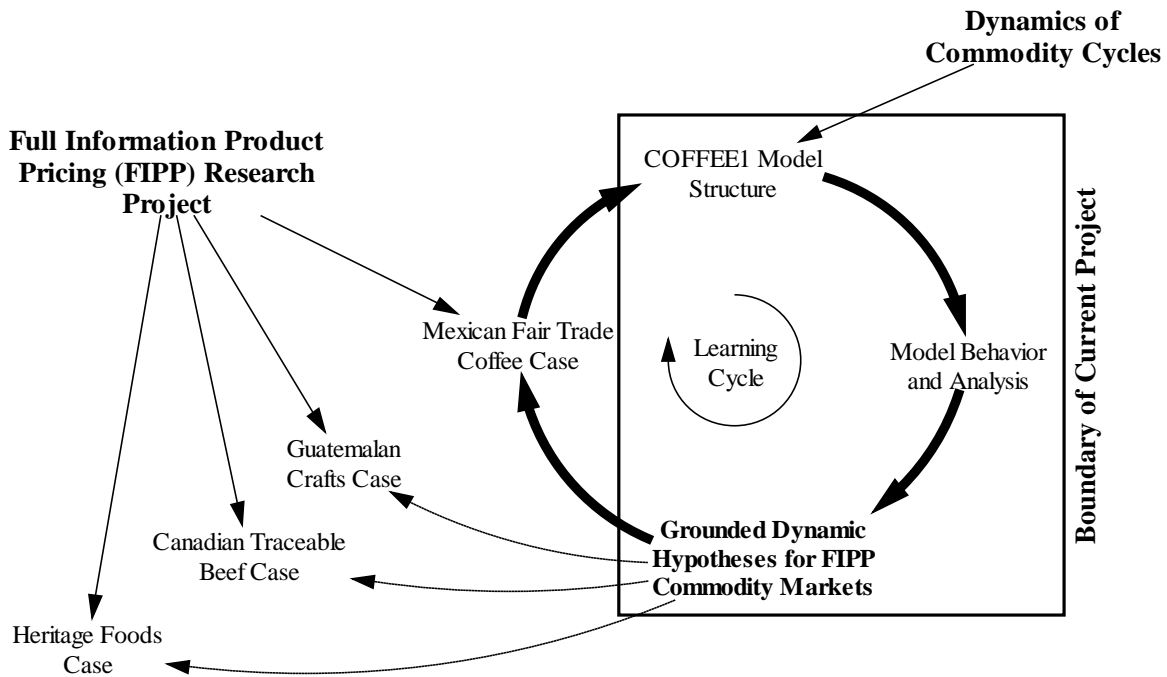 Dynamics of
Commodity Cycles
Full Information Product
Pricing (FIPP) Research
Project
COFFEE1 Model
Structure
Boundary of Current Project
Mexican Fair Trade
Coffee Case
Learning
Cycle
Model Behavior
and Analysis
Guatemalan
Crafts Case
Canadian Traceable
Beef Case
Grounded Dynamic
Hypotheses for FIPP
Commodity Markets
Heritage Foods
Case